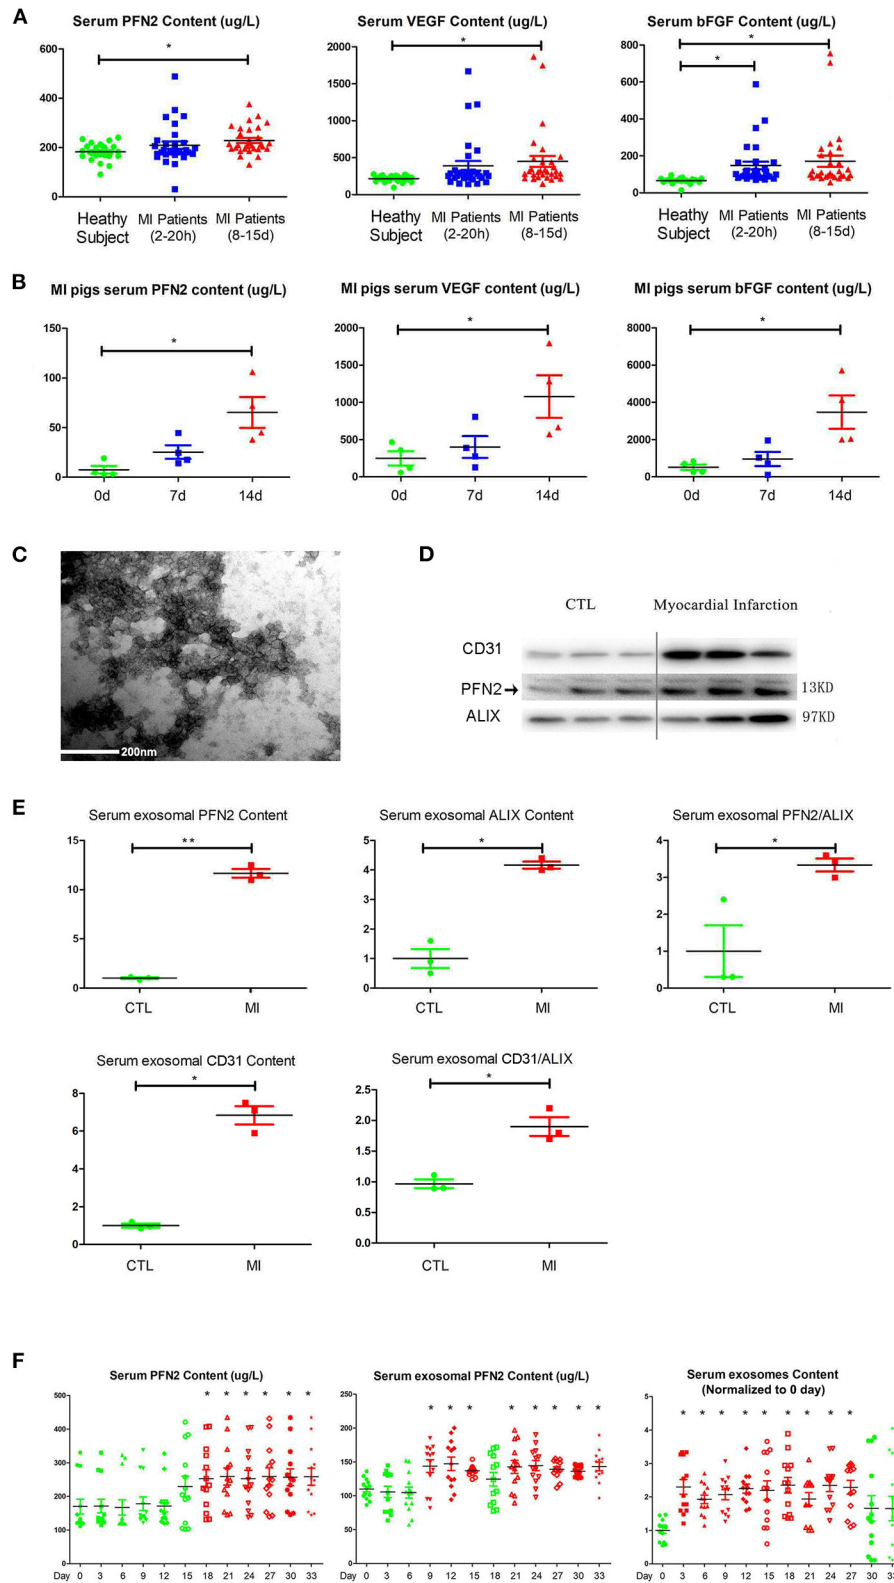 A
Serum PFN2 Content (ug/L)
Serum VEGF Content (ug/L)
Serum bFGF Content (ug/L)
600
400
200
0
*
Heathy Subject
MI Patients (2-20h)
MI Patients (8-15d)
2000
1500
1000
500
0
*
Heathy Subject
MI Patients (2-20h)
MI Patients (8-15d)
800
600
400
200
0
*
*
Heathy Subject
MI Patients (2-20h)
MI Patients (8-15d)
B
MI pigs serum PFN2 content (ug/L)
MI pigs serum VEGF content (ug/L)
MI pigs serum bFGF content (ug/L)
150
100
50
0
*
0d 7d 14d
2000
1500
1000
500
0
*
0d 7d 14d
8000
6000
4000
2000
0
*
0d 7d 14d
C
200nm
D
CTL Myocardial Infarction
CD31
PFN2 13KD
ALIX 97KD
E
Serum exosomal PFN2 Content
15
10
5
0
**
CTL MI
Serum exosomal ALIX Content
5
4
3
2
1
0
*
CTL MI
Serum exosomal PFN2/ALIX
4
3
2
1
0
*
CTL MI
Serum exosomal CD31 Content
8
6
4
2
0
*
CTL MI
Serum exosomal CD31/ALIX
2.5
2.0
1.5
1.0
0.5
0.0
*
CTL MI
F
Serum PFN2 Content (ug/L)
500
400
300
200
100
0
* * * * * *
Day 0 3 6 9 12 15 18 21 24 27 30 33
Serum exosomal PFN2 Content (ug/L)
250
200
150
100
50
0
* * * * * * * *
Day 0 3 6 9 12 15 18 21 24 27 30 33
Serum exosomes Content
(Normalized to 0 day)
5
4
3
2
1
0
* * * * * * * * *
Day 0 3 6 9 12 15 18 21 24 27 30